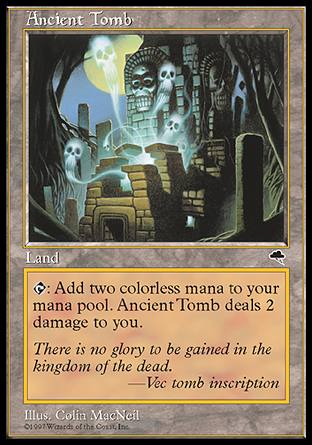 Ancient Tomb
Land
: Add two colorless mana to your
mana pool. Ancient Tomb deals 2
damage to you.
There is no glory to be gained in the
kingdom of the dead.
—Vec tomb inscription
Illus. Colin MacNeil
©1997 Wizards of the Coast, Inc.